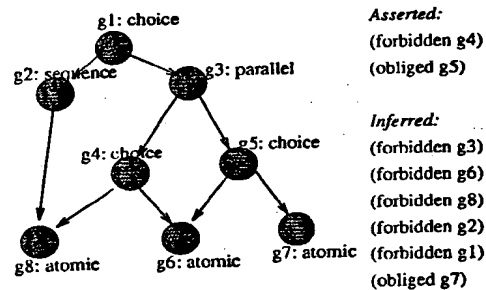 g1: choice
g2: sequence
g3: parallel
g4: choice
g5: choice
g8: atomic
g6: atomic
g7: atomic
Asserted:
(forbidden g4)
(obliged g5)
Inferred:
(forbidden g3)
(forbidden g6)
(forbidden g8)
(forbidden g2)
(forbidden g1)
(obliged g7)